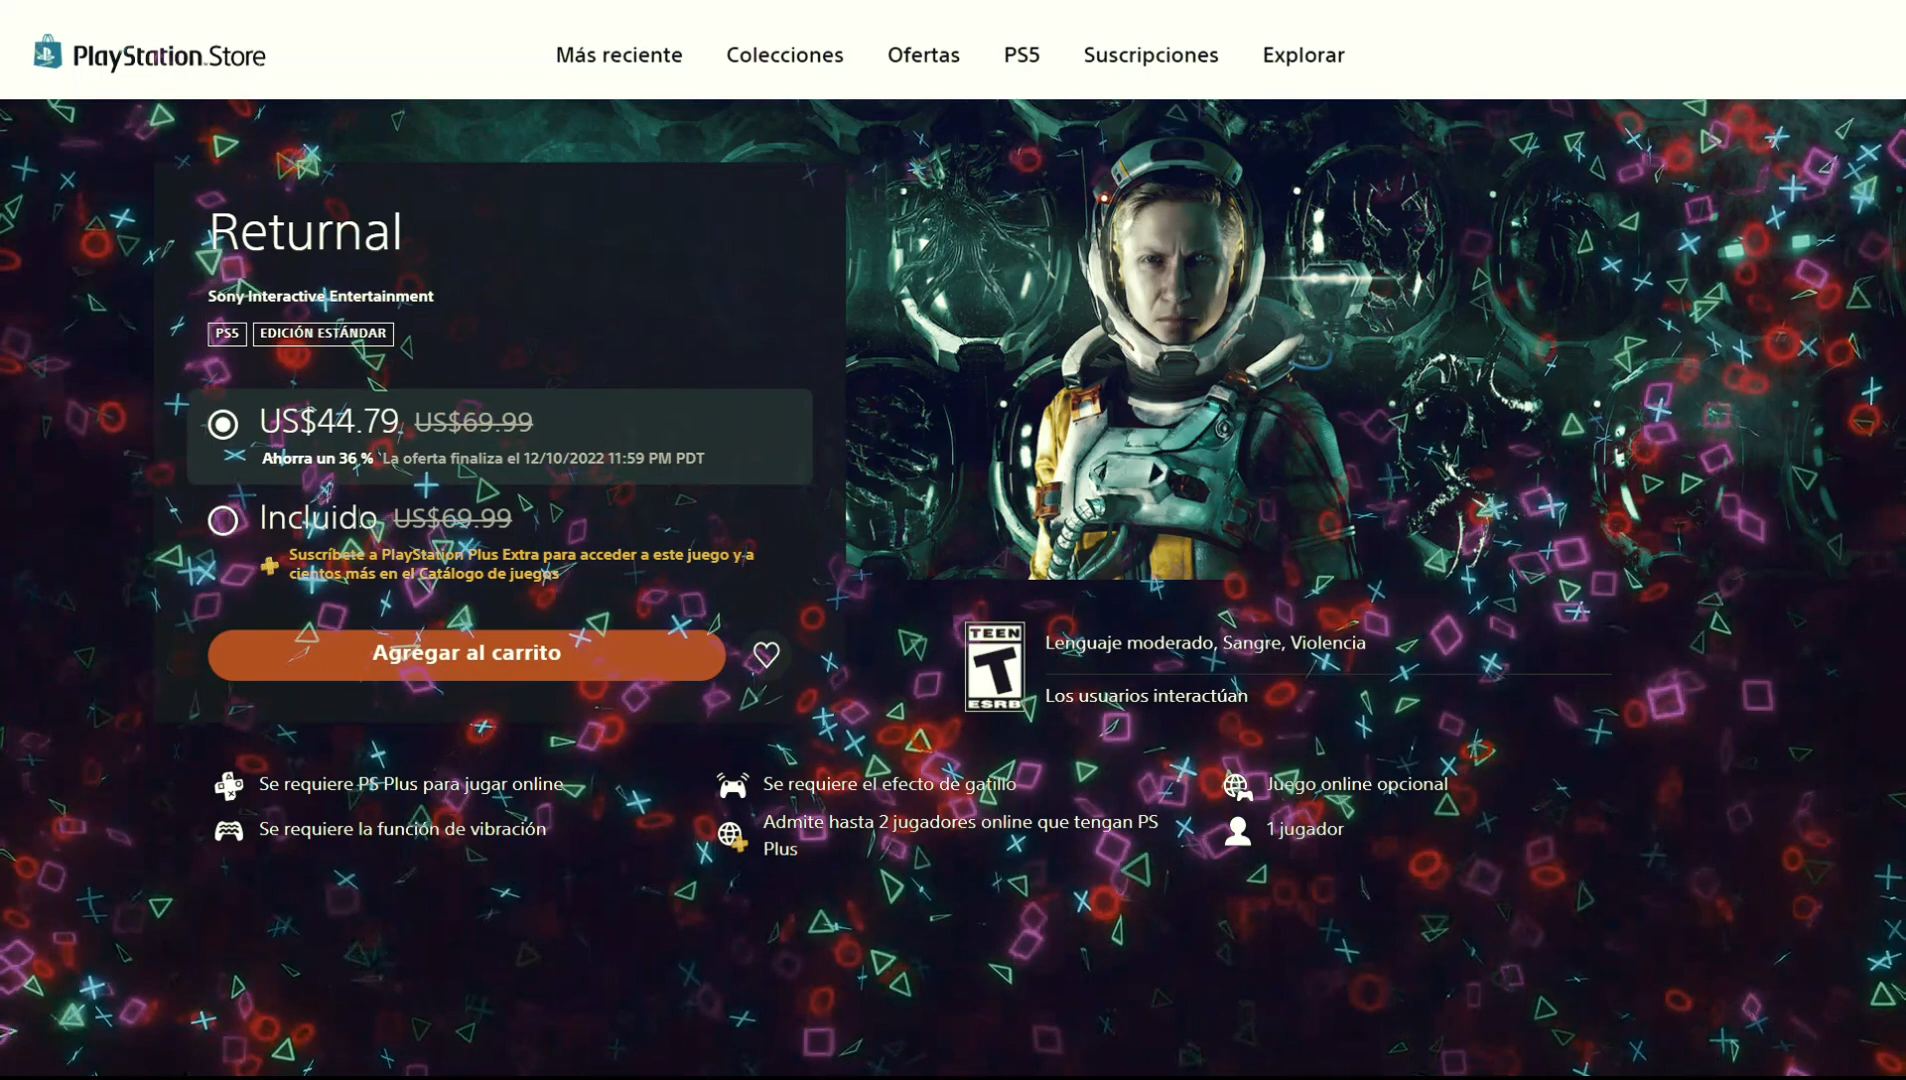 PlayStation Store
Más reciente
Colecciones
Ofertas
PS5
Suscripciones
Explorar
Returnal
Sony Interactive Entertainment
PS5
EDICIÓN ESTÁNDAR
US$44.79 US$69.99
Ahorra un 36 % La oferta finaliza el 12/10/2022 11:59 PM PDT
Incluido US$69.99
Suscríbete a PlayStation Plus Extra para acceder a este juego y a
cientos más en el Catálogo de juegos
Agregar al carrito
TEEN
T
ESRB
Lenguaje moderado, Sangre, Violencia
Los usuarios interactúan
Se requiere PS Plus para jugar online
Se requiere la función de vibración
Se requiere el efecto de gatillo
Admite hasta 2 jugadores online que tengan PS
Plus
Juego online opcional
1 jugador